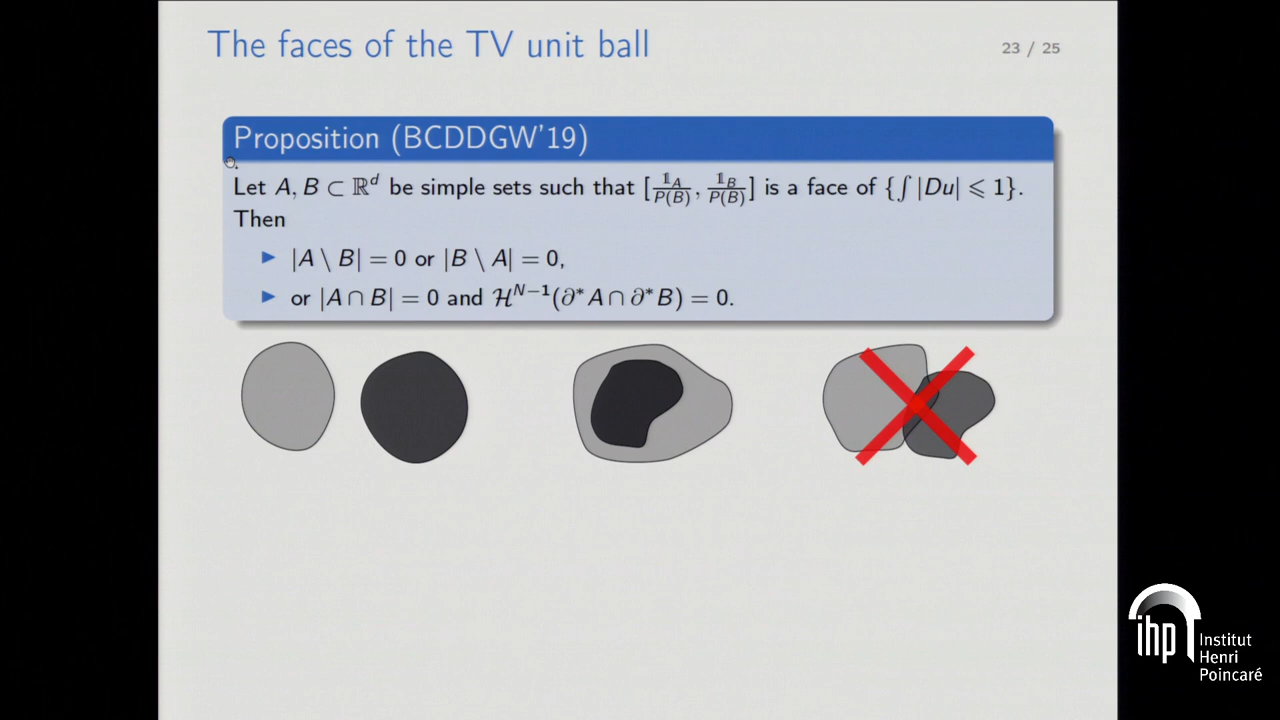 The faces of the TV unit ball
23 / 25
Proposition (BCDDGW'19)
Let A, B ⊂ ℝᵈ be simple sets such that [𝟙_A/P(B), 𝟙_B/P(B)] is a face of {∫ |Du| ⩽ 1}.
Then
▶ |A \ B| = 0 or |B \ A| = 0,
▶ or |A ∩ B| = 0 and ℋᴺ⁻¹(∂*A ∩ ∂*B) = 0.
ihp
Institut
Henri
Poincaré